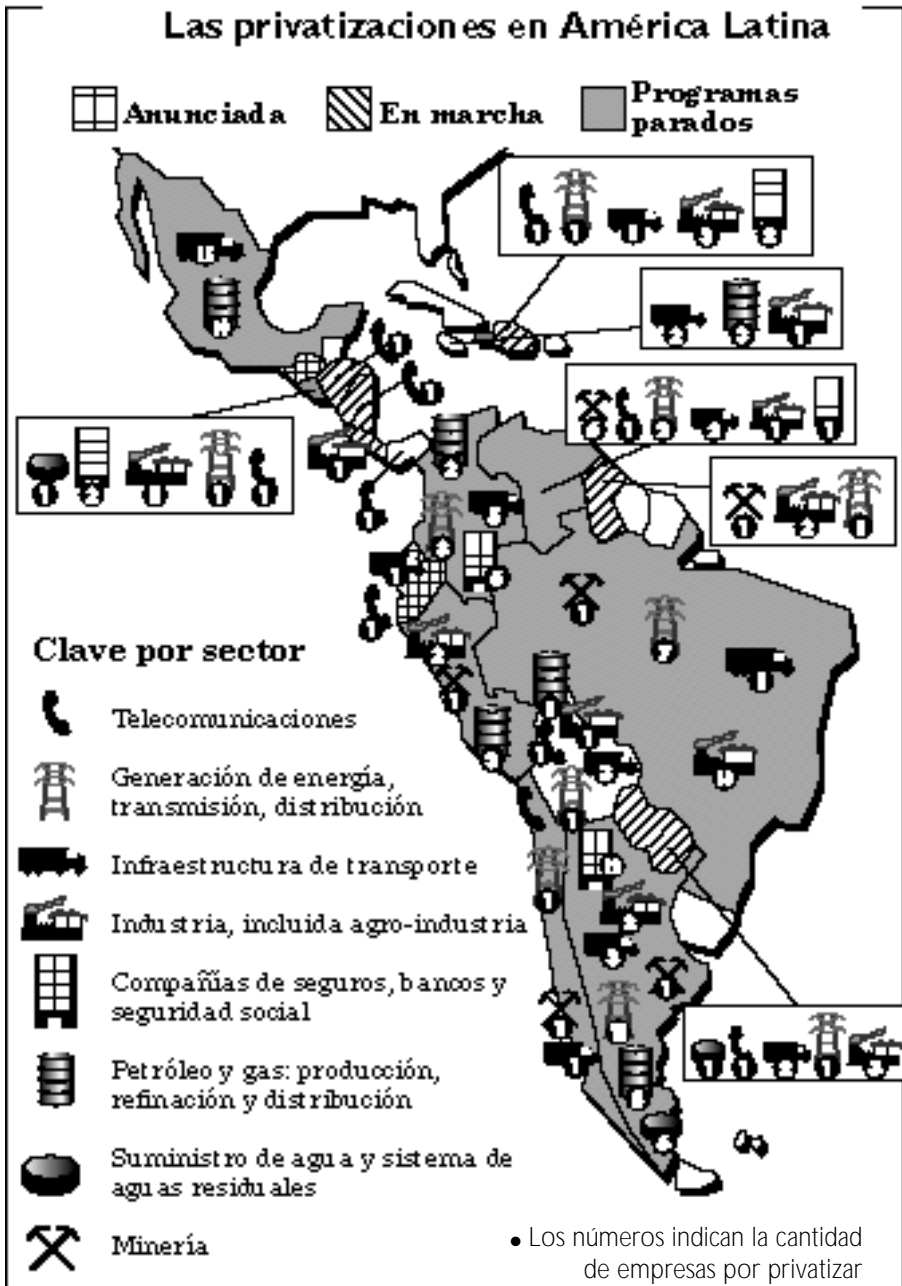 Las privatizaciones en América Latina
Anunciada
En marcha
Programas
parados
Clave por sector
Telecomunicaciones
Generación de energía,
transmisión, distribución
Infraestructura de transporte
Industria, incluida agro-industria
Compañías de seguros, bancos y
seguridad social
Petróleo y gas: producción,
refinación y distribución
Suministro de agua y sistema de
aguas residuales
Minería
• Los números indican la cantidad
de empresas por privatizar